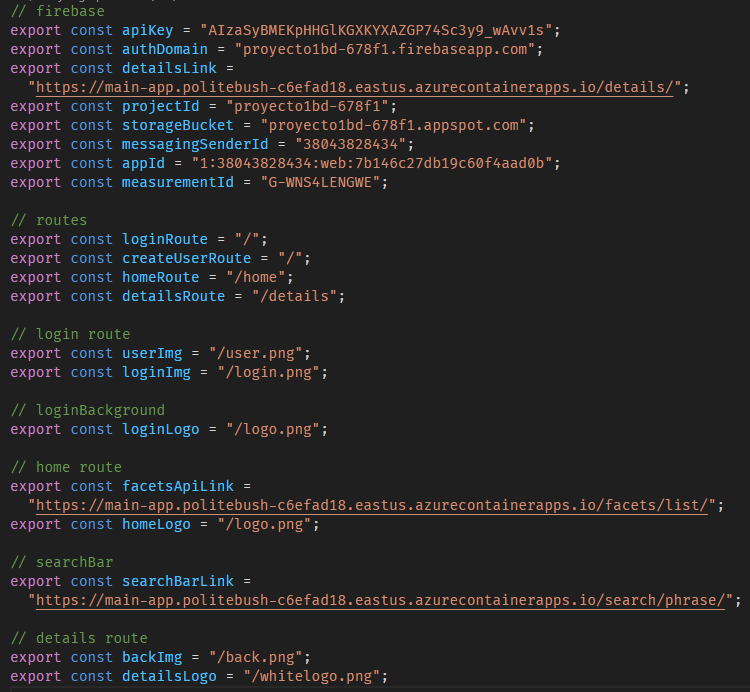 // firebase
export const apiKey = "AIzaSyBMEKpHHGlKGXKYXAZGP74Sc3y9_wAvv1s";
export const authDomain = "proyecto1bd-678f1.firebaseapp.com";
export const detailsLink =
"https://main-app.politebush-c6efad18.eastus.azurecontainerapps.io/details/";
export const projectId = "proyecto1bd-678f1";
export const storageBucket = "proyecto1bd-678f1.appspot.com";
export const messagingSenderId = "38043828434";
export const appId = "1:38043828434:web:7b146c27db19c60f4aad0b";
export const measurementId = "G-WNS4LENGWE";
// routes
export const loginRoute = "/";
export const createUserRoute = "/";
export const homeRoute = "/home";
export const detailsRoute = "/details";
// login route
export const userImg = "/user.png";
export const loginImg = "/login.png";
// loginBackground
export const loginLogo = "/logo.png";
// home route
export const facetsApiLink =
"https://main-app.politebush-c6efad18.eastus.azurecontainerapps.io/facets/list/";
export const homeLogo = "/logo.png";
// searchBar
export const searchBarLink =
"https://main-app.politebush-c6efad18.eastus.azurecontainerapps.io/search/phrase/";
// details route
export const backImg = "/back.png";
export const detailsLogo = "/whitelogo.png";